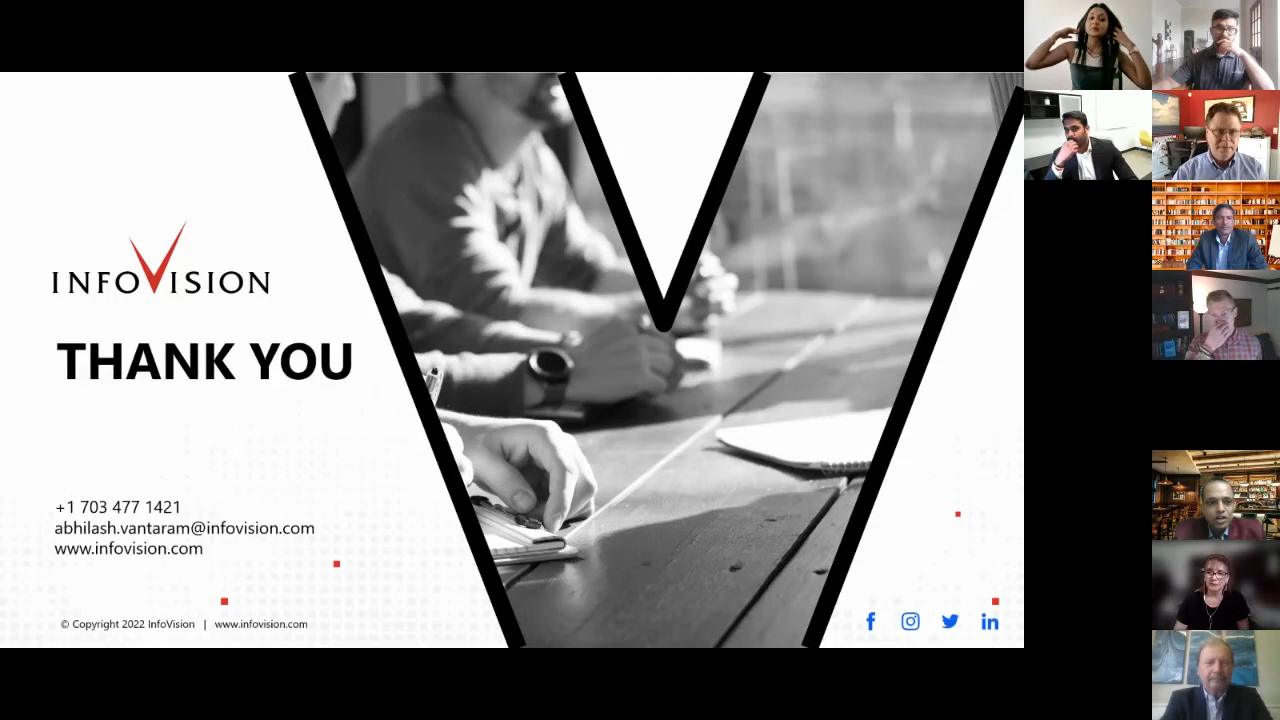 INFOVISION
THANK YOU
+1 703 477 1421
abhilash.vantaram@infovision.com
www.infovision.com
© Copyright 2022 InfoVision | www.infovision.com